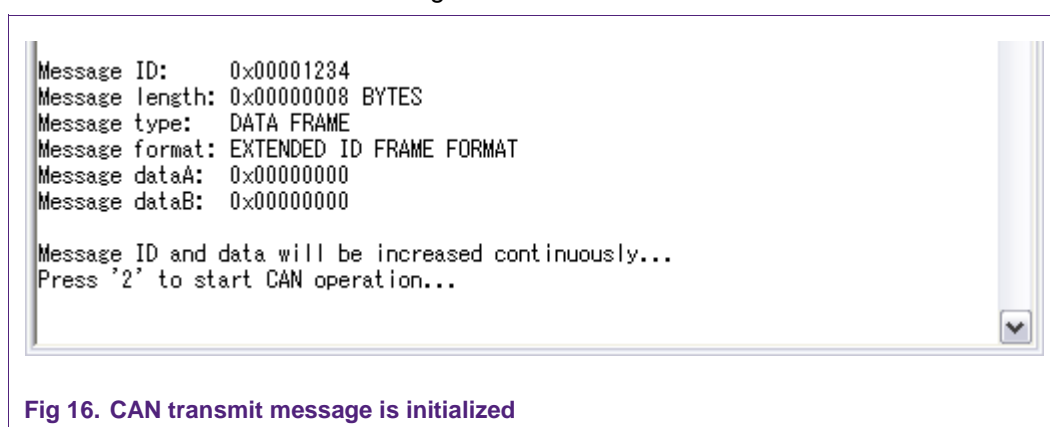 Message ID:     0x00001234
Message length: 0x00000008 BYTES
Message type:   DATA FRAME
Message format: EXTENDED ID FRAME FORMAT
Message dataA:  0x00000000
Message dataB:  0x00000000
Message ID and data will be increased continuously...
Press '2' to start CAN operation...
Fig 16. CAN transmit message is initialized